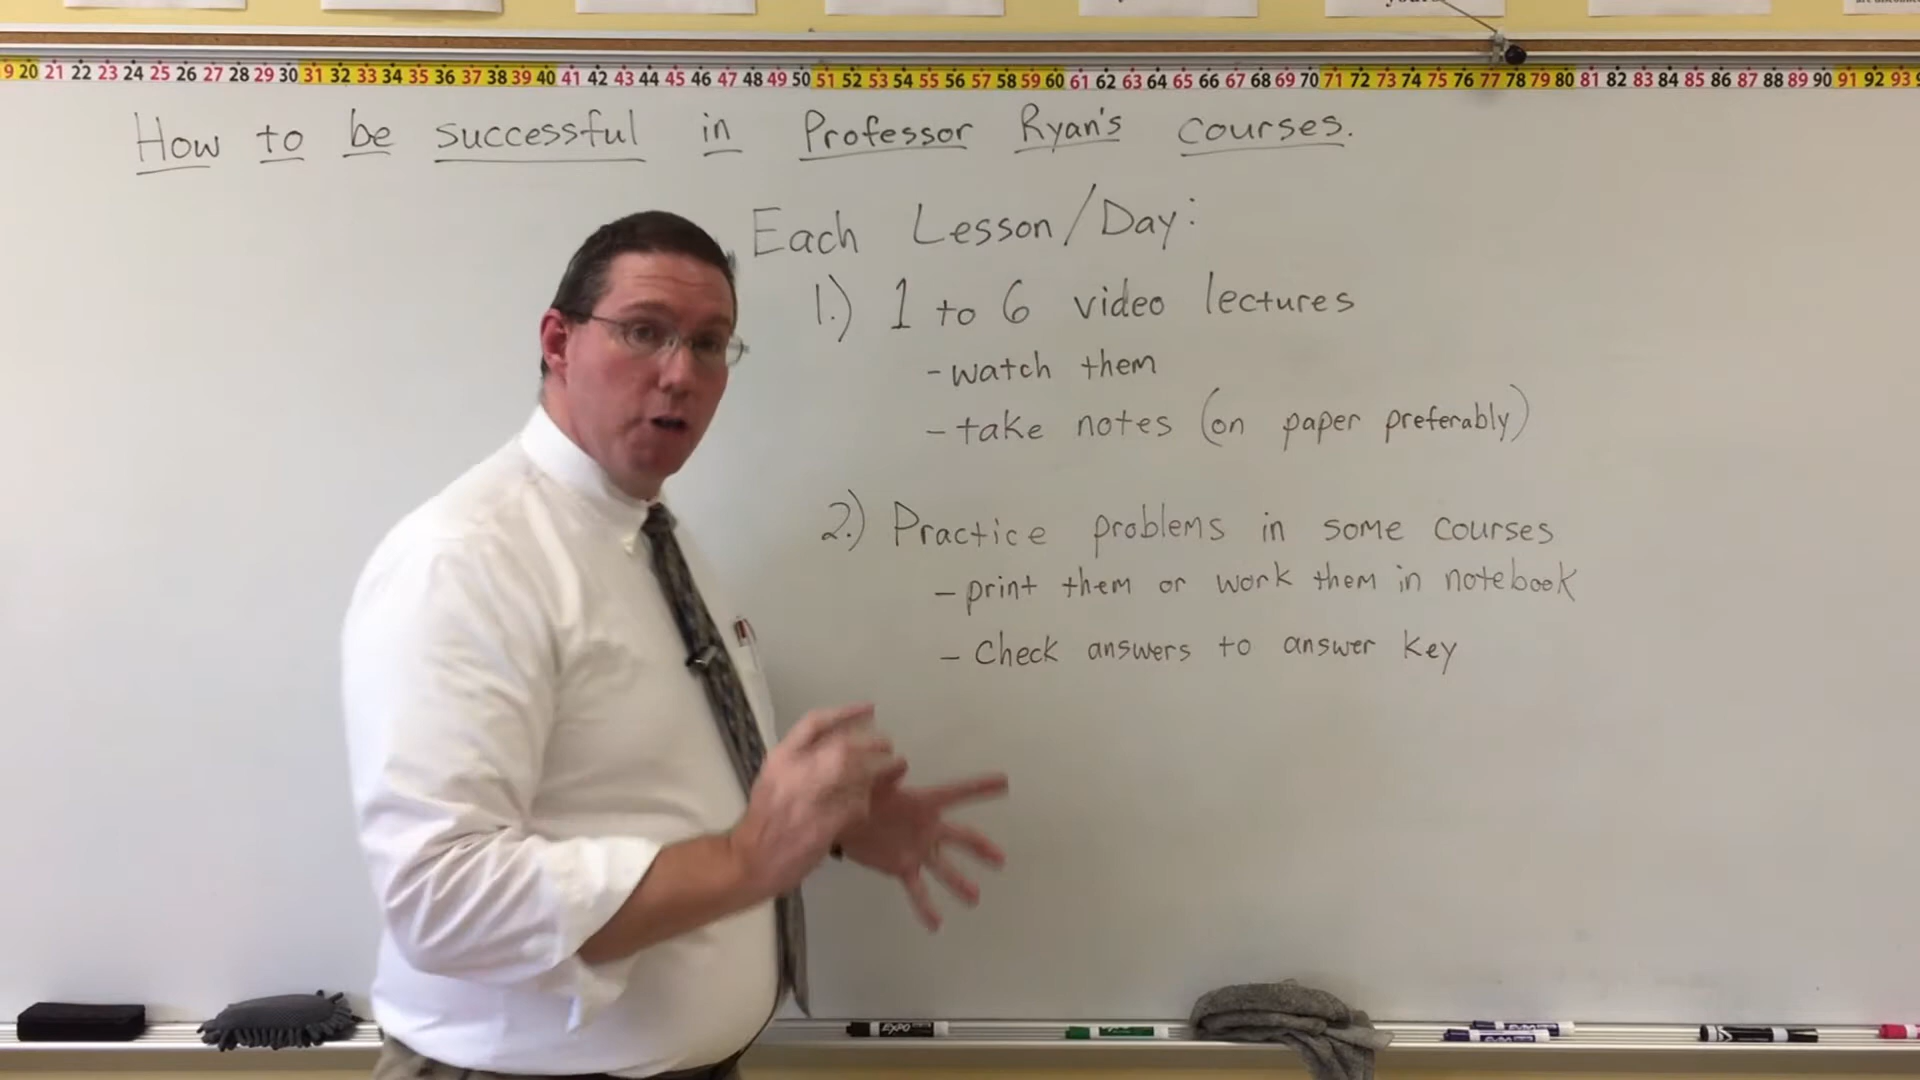 9 20 21 22 23 24 25 26 27 28 29 30 31 32 33 34 35 36 37 38 39 40 41 42 43 44 45 46 47 48 49 50 51 52 53 54 55 56 57 58 59 60 61 62 63 64 65 66 67 68 69 70 71 72 73 74 75 76 77 78 79 80 81 82 83 84 85 86 87 88 89 90 91 92 93
How to be successful in Professor Ryan's courses.
Each Lesson/Day:
1.) 1 to 6 video lectures
- watch them
- take notes (on paper preferably)
2.) Practice problems in some courses
- print them or work them in notebook
- Check answers to answer key
EXPO